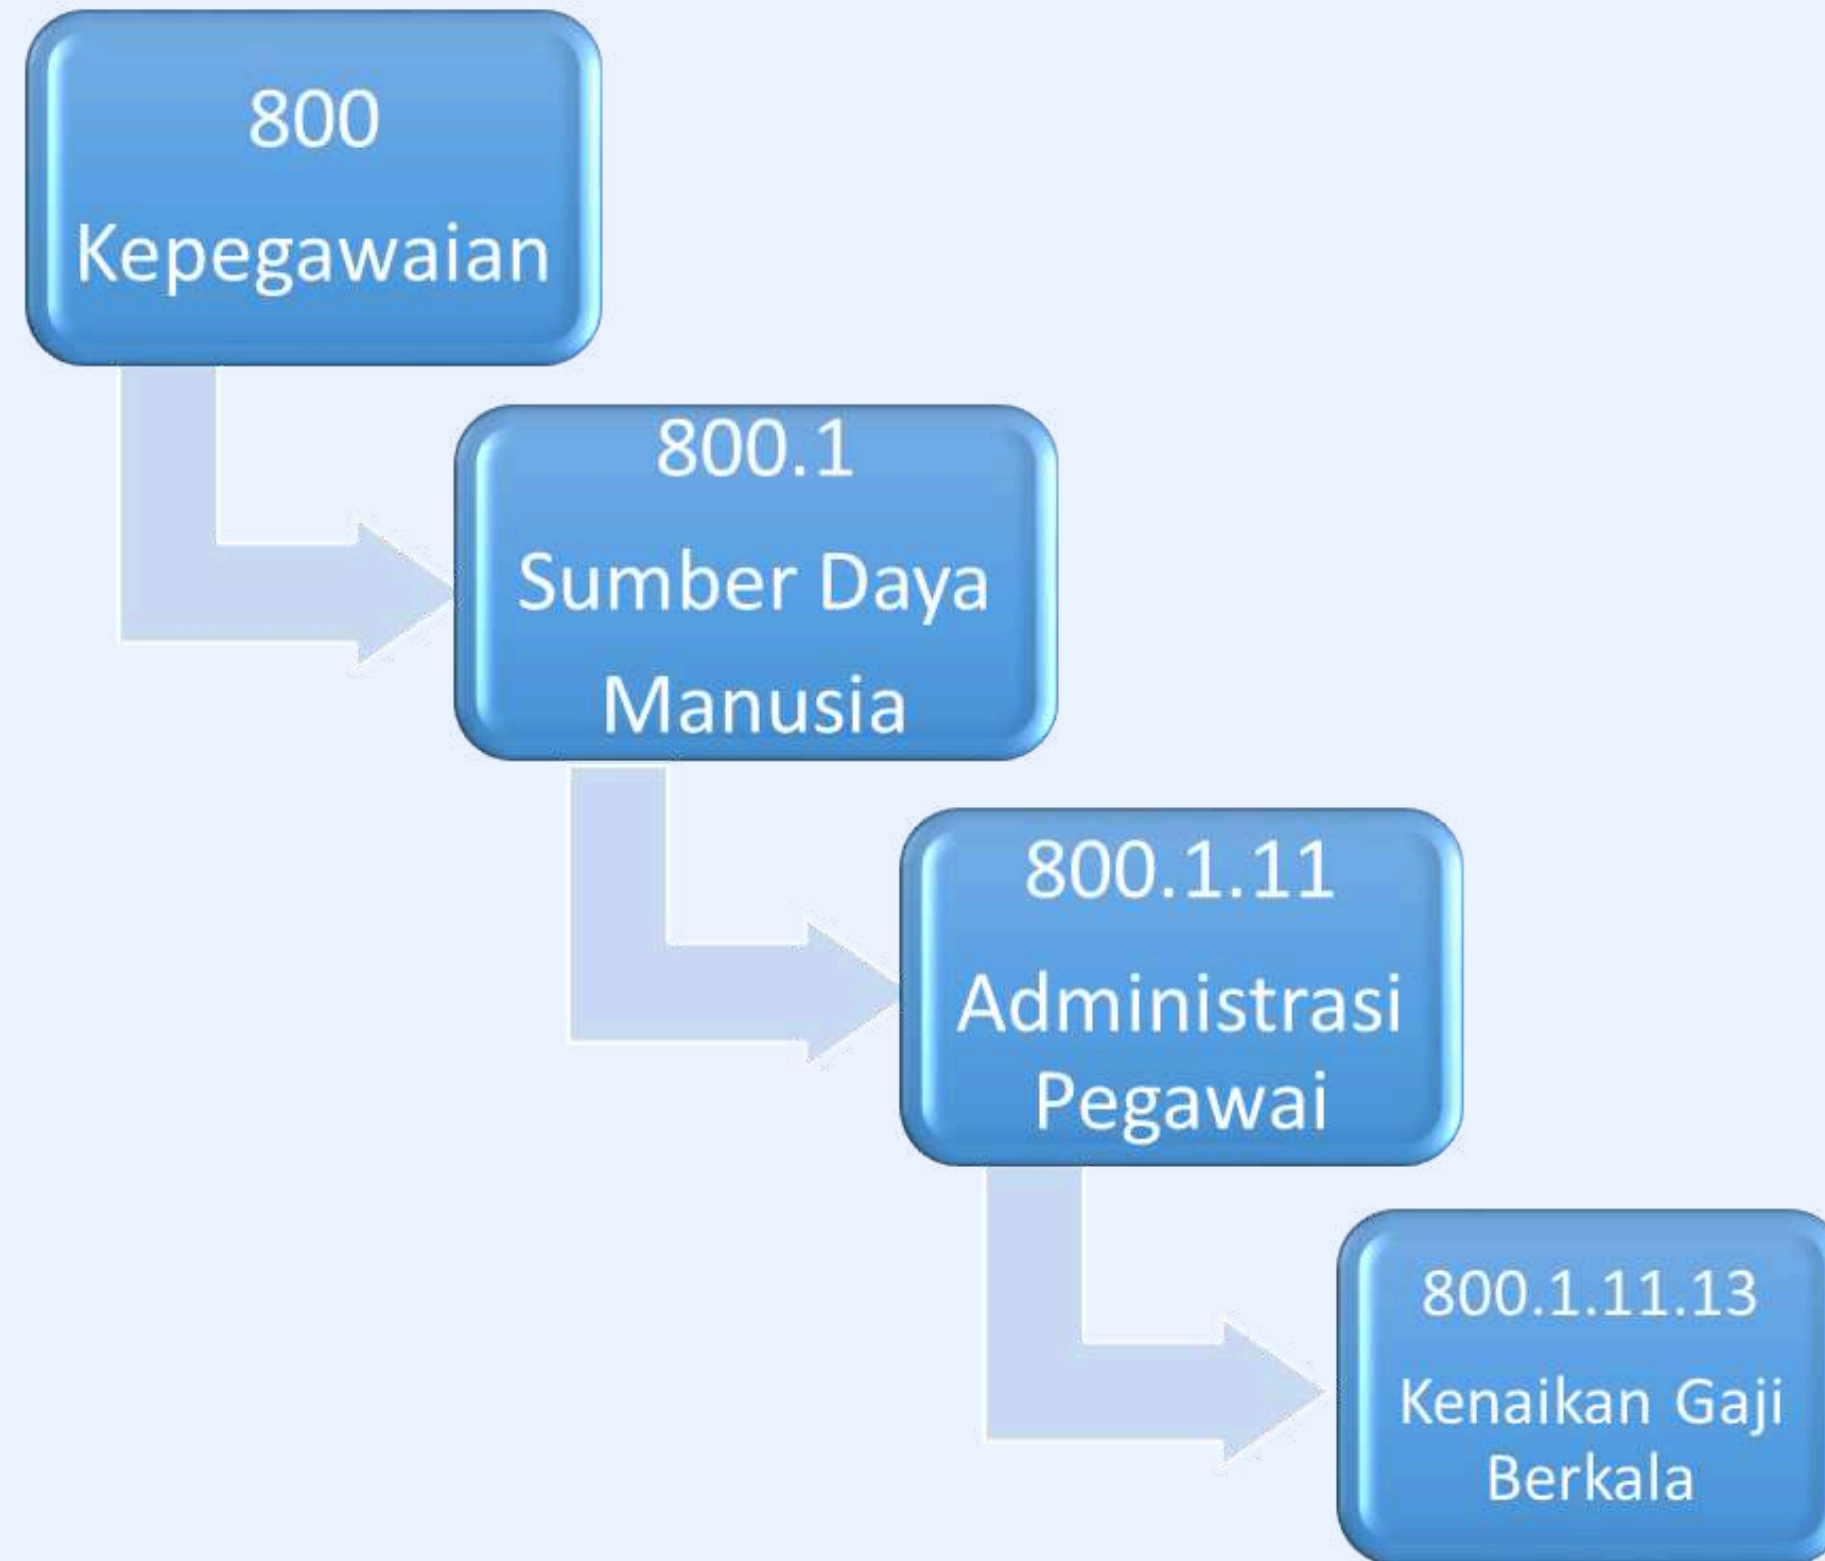 800
Kepegawaian
800.1
Sumber Daya
Manusia
800.1.11
Administrasi
Pegawai
800.1.11.13
Kenaikan Gaji
Berkala